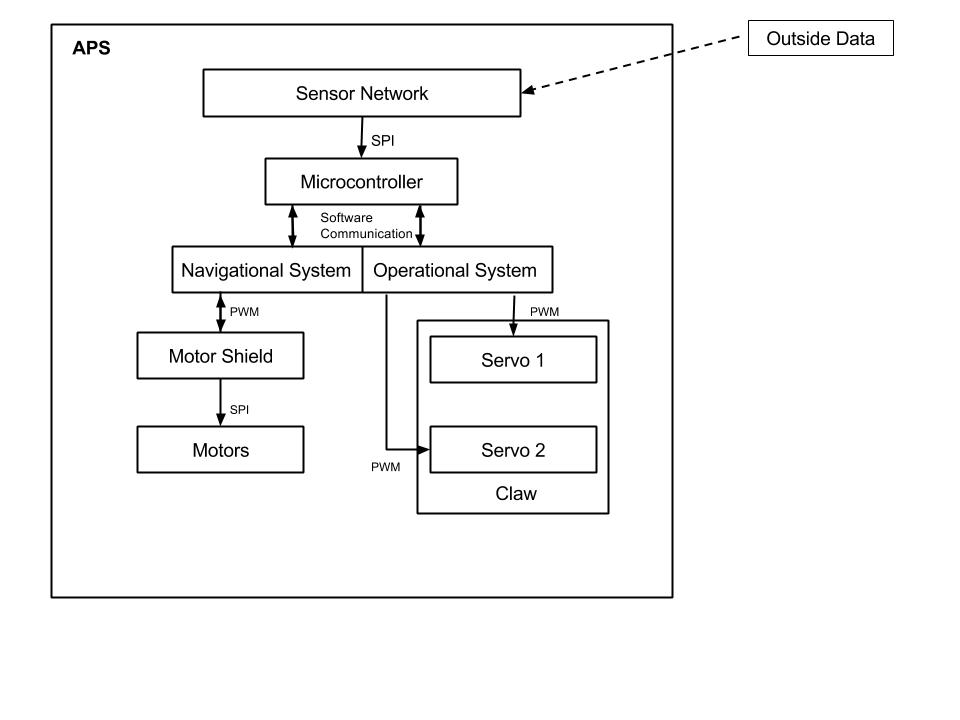 APS
Outside Data
Sensor Network
SPI
Microcontroller
Software
Communication
Navigational System
Operational System
PWM
PWM
Motor Shield
Servo 1
SPI
Motors
Servo 2
PWM
Claw